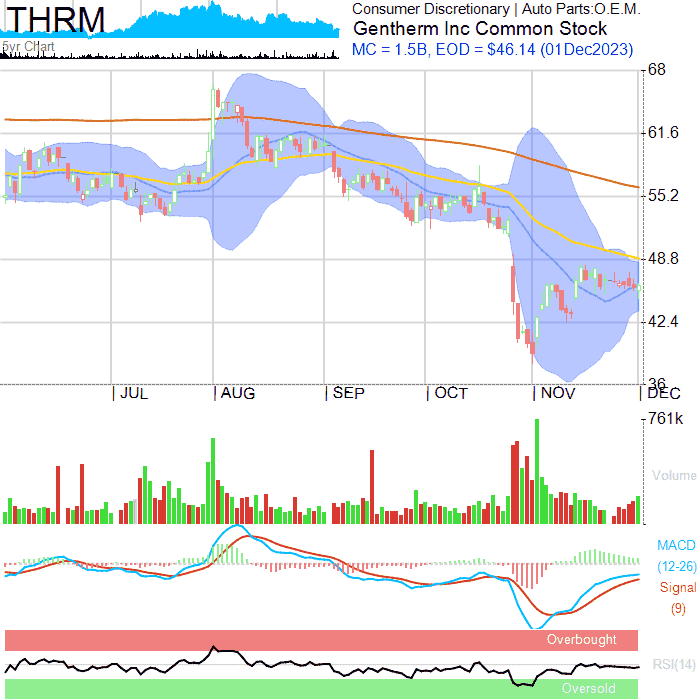 THRM
5yr Chart
Consumer Discretionary | Auto Parts:O.E.M.
Gentherm Inc Common Stock
MC = 1.5B, EOD = $46.14 (01Dec2023)
68
61.6
55.2
48.8
42.4
36
JUL
AUG
SEP
OCT
NOV
DEC
761k
Volume
MACD
(12-26)
Signal
(9)
Overbought
RSI(14)
Oversold